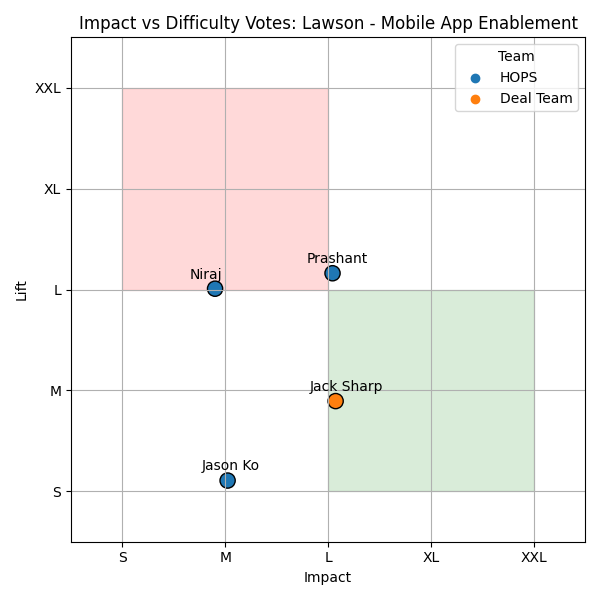 Impact vs Difficulty Votes: Lawson - Mobile App Enablement
Team
HOPS
Deal Team
XXL
XL
L
M
S
Lift
Prashant
Niraj
Jack Sharp
Jason Ko
S
M
L
XL
XXL
Impact